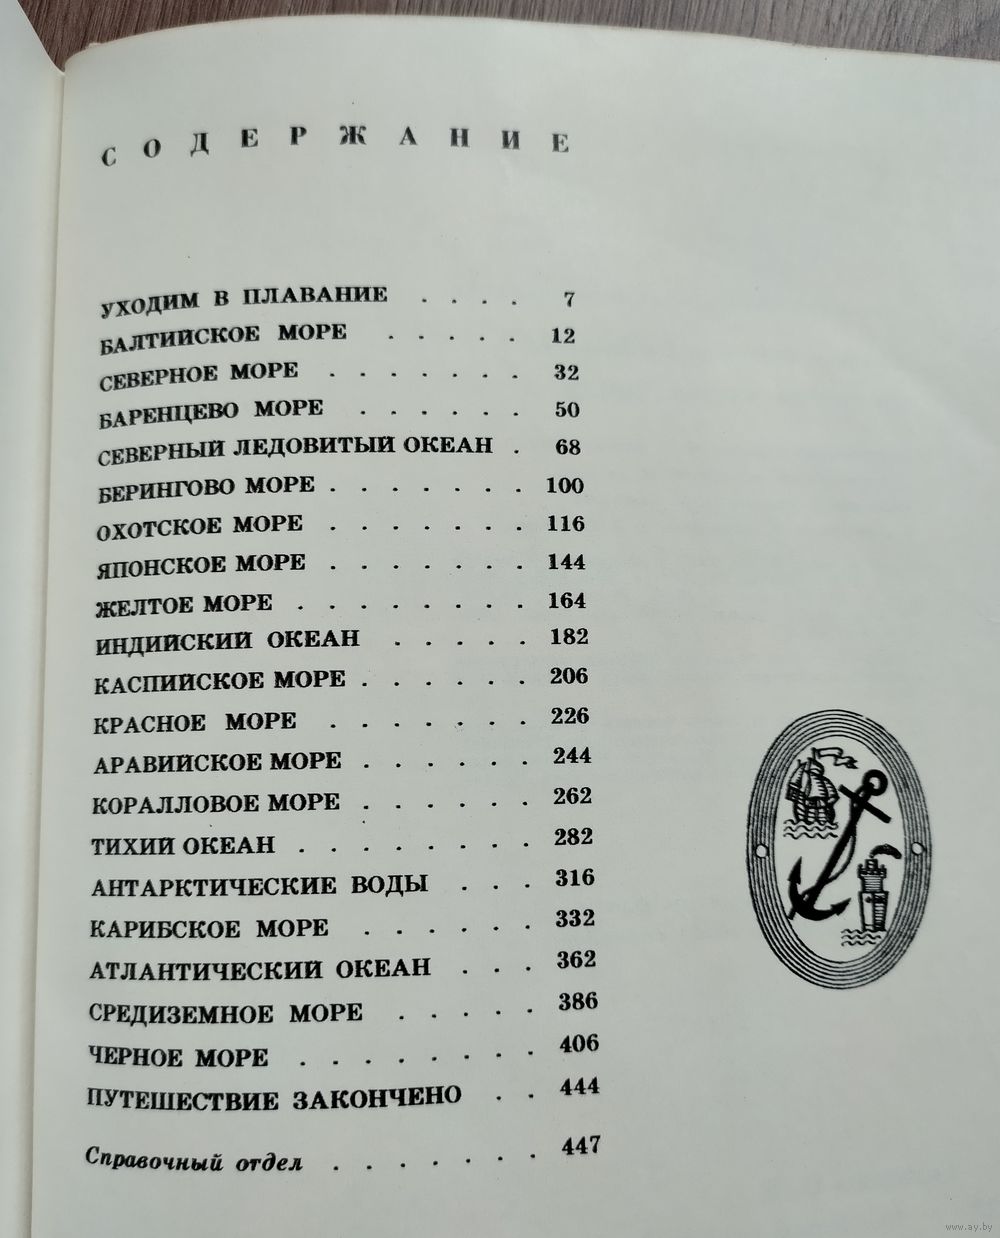 СОДЕРЖАНИЕ
УХОДИМ В ПЛАВАНИЕ . . . . 7
БАЛТИЙСКОЕ МОРЕ . . . . . 12
СЕВЕРНОЕ МОРЕ . . . . . . . 32
БАРЕНЦЕВО МОРЕ . . . . . . 50
СЕВЕРНЫЙ ЛЕДОВИТЫЙ ОКЕАН . 68
БЕРИНГОВО МОРЕ . . . . . . . 100
ОХОТСКОЕ МОРЕ . . . . . . . 116
ЯПОНСКОЕ МОРЕ . . . . . . . 144
ЖЕЛТОЕ МОРЕ . . . . . . . . 164
ИНДИЙСКИЙ ОКЕАН . . . . . 182
КАСПИЙСКОЕ МОРЕ . . . . . . 206
КРАСНОЕ МОРЕ . . . . . . . 226
АРАВИЙСКОЕ МОРЕ . . . . . . 244
КОРАЛЛОВОЕ МОРЕ . . . . . . 262
ТИХИЙ ОКЕАН . . . . . . . . 282
АНТАРКТИЧЕСКИЕ ВОДЫ . . . 316
КАРИБСКОЕ МОРЕ . . . . . . 332
АТЛАНТИЧЕСКИЙ ОКЕАН . . . 362
СРЕДИЗЕМНОЕ МОРЕ . . . . . 386
ЧЕРНОЕ МОРЕ . . . . . . . . 406
ПУТЕШЕСТВИЕ ЗАКОНЧЕНО . . 444
Справочный отдел . . . . . . . 447
www.ay.by